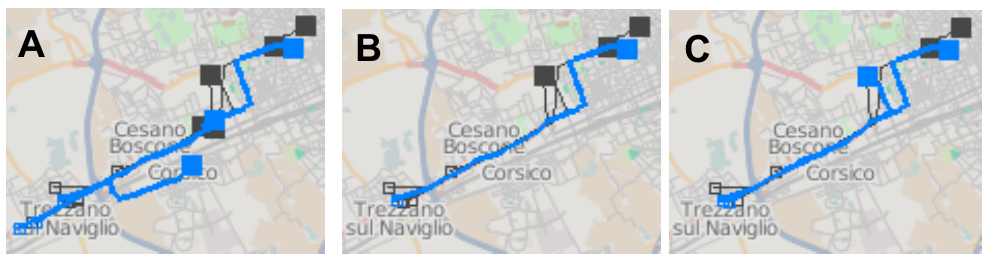 A
Cesano
Boscone
Corsico
Trezzano
sul Naviglio
B
Cesano
Boscone
Corsico
Trezzano
sul Naviglio
C
Cesano
Boscone
Corsico
Trezzano
sul Naviglio